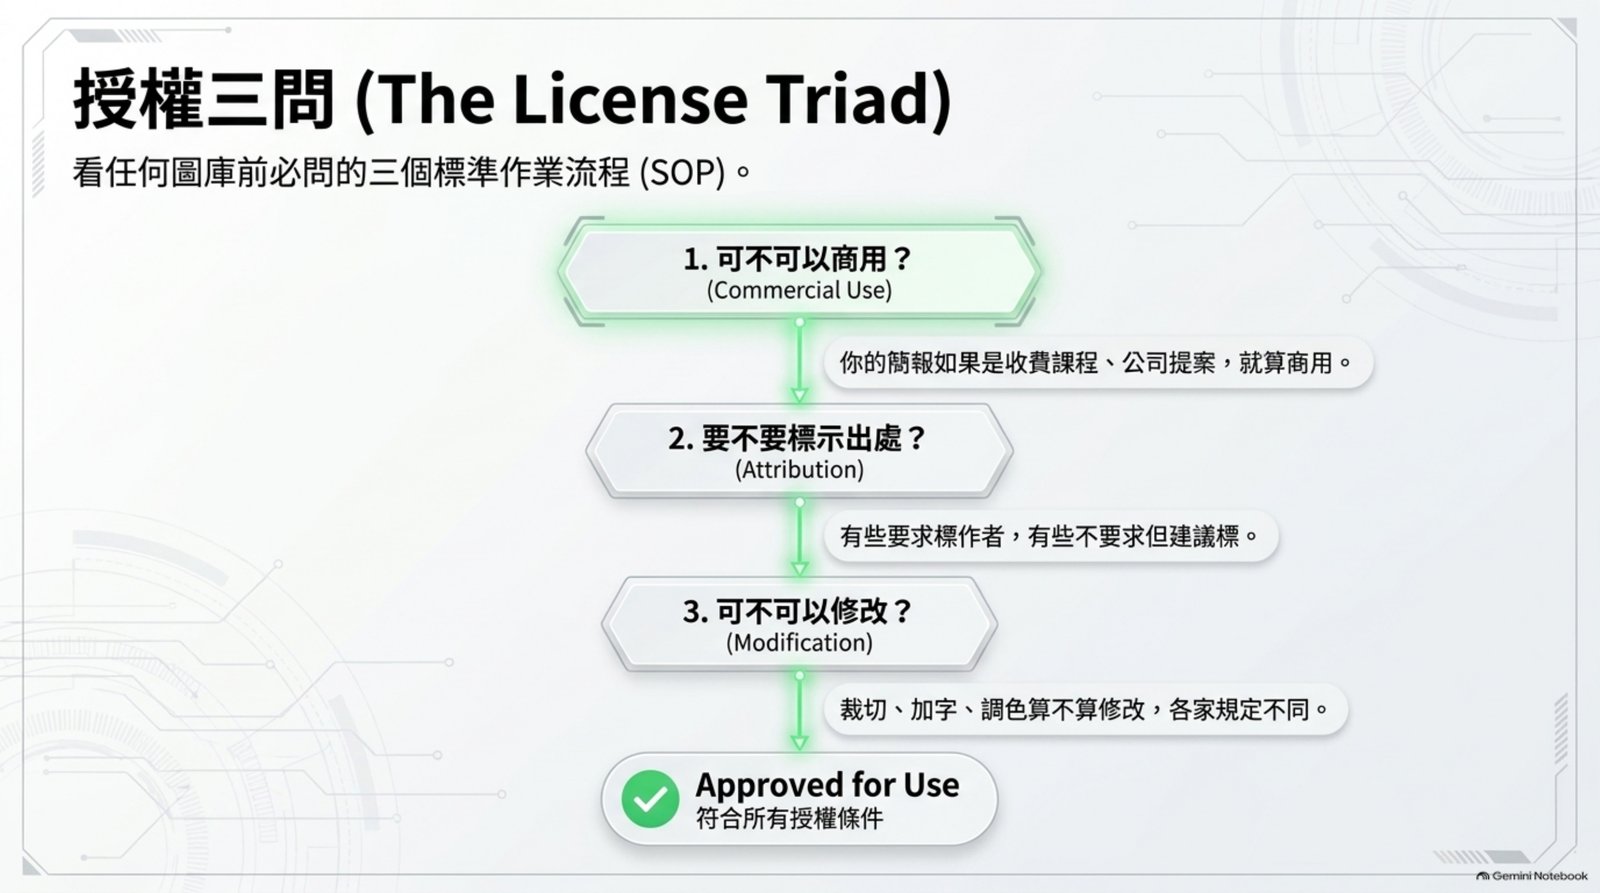 授權三問 (The License Triad)
看任何圖庫前必問的三個標準作業流程 (SOP)。
1. 可不可以商用？
(Commercial Use)
你的簡報如果是收費課程、公司提案，就算商用。
2. 要不要標示出處？
(Attribution)
有些要求標作者，有些不要求但建議標。
3. 可不可以修改？
(Modification)
裁切、加字、調色算不算修改，各家規定不同。
Approved for Use
符合所有授權條件
Gemini Notebook